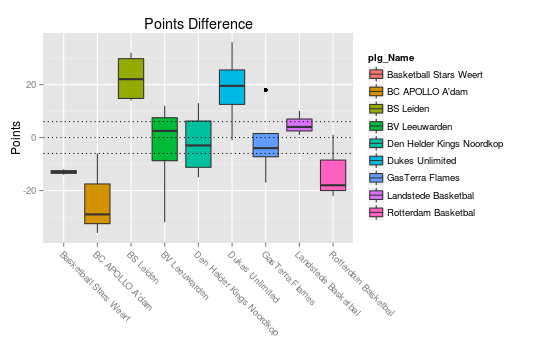 Points Difference
Points
20
0
-20
Basketball Stars Weert
BC APOLLO A'dam
BS Leiden
BV Leeuwarden
Den Helder Kings Noordkop
Dukes Unlimited
GasTerra Flames
Landstede Basketbal
Rotterdam Basketbal
plg_Name
Basketball Stars Weert
BC APOLLO A'dam
BS Leiden
BV Leeuwarden
Den Helder Kings Noordkop
Dukes Unlimited
GasTerra Flames
Landstede Basketbal
Rotterdam Basketbal